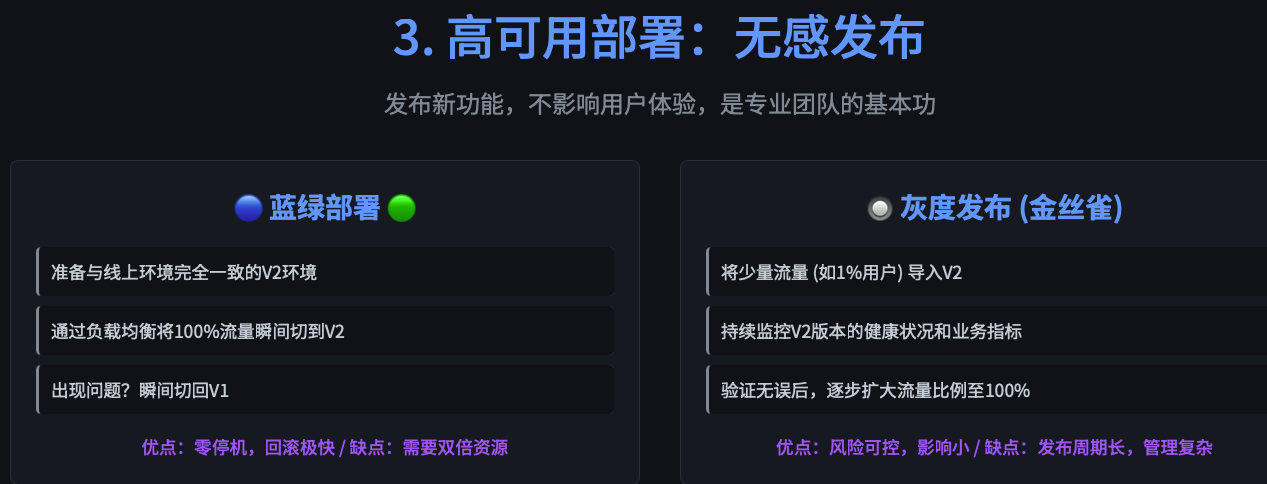 3. 高可用部署：无感发布
发布新功能，不影响用户体验，是专业团队的基本功
蓝绿部署
准备与线上环境完全一致的V2环境
通过负载均衡将100%流量瞬间切到V2
出现问题？瞬间切回V1
优点：零停机，回滚极快 / 缺点：需要双倍资源
灰度发布 (金丝雀)
将少量流量 (如1%用户) 导入V2
持续监控V2版本的健康状况和业务指标
验证无误后，逐步扩大流量比例至100%
优点：风险可控，影响小 / 缺点：发布周期长，管理复杂